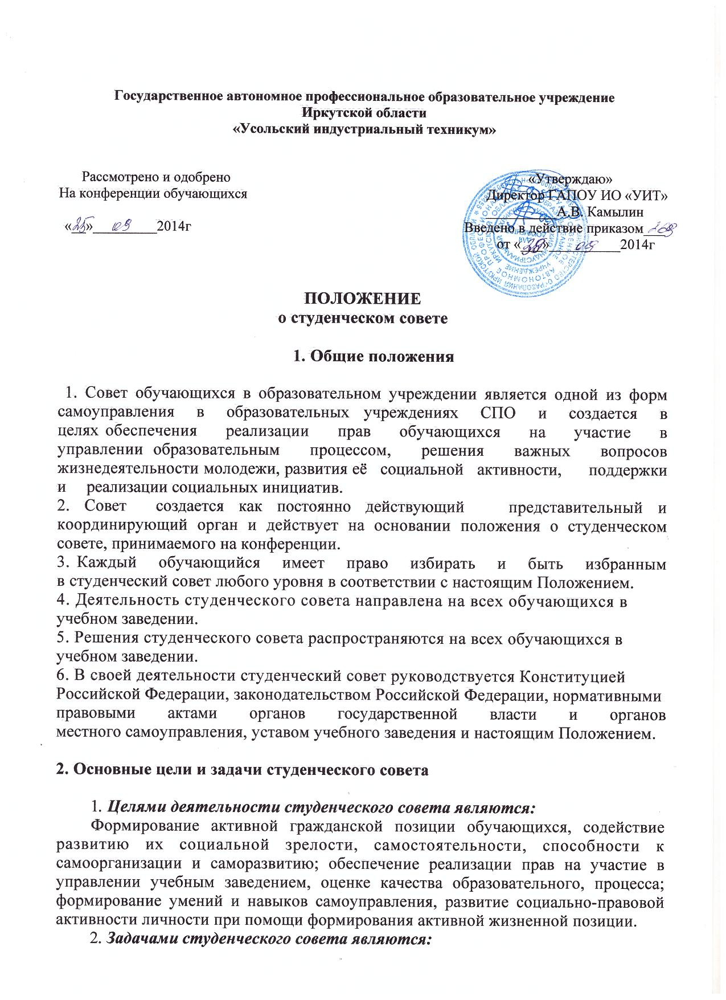 Государственное автономное профессиональное образовательное учреждение
Иркутской области
«Усольский индустриальный техникум»
Рассмотрено и одобрено
На конференции обучающихся
«25» 09 2014г
«Утверждаю»
Директор ГАПОУ ИО «УИТ»
А.В. Камылин
Введено в действие приказом
от « » 09 2014г
ПОЛОЖЕНИЕ
о студенческом совете
1. Общие положения
1. Совет обучающихся в образовательном учреждении является одной из форм
самоуправления в образовательных учреждениях СПО и создается в
целях обеспечения реализации прав обучающихся на участие в
управлении образовательным процессом, решения важных вопросов
жизнедеятельности молодежи, развития её социальной активности, поддержки
и реализации социальных инициатив.
2. Совет создается как постоянно действующий представительный и
координирующий орган и действует на основании положения о студенческом
совете, принимаемого на конференции.
3. Каждый обучающийся имеет право избирать и быть избранным
в студенческий совет любого уровня в соответствии с настоящим Положением.
4. Деятельность студенческого совета направлена на всех обучающихся в
учебном заведении.
5. Решения студенческого совета распространяются на всех обучающихся в
учебном заведении.
6. В своей деятельности студенческий совет руководствуется Конституцией
Российской Федерации, законодательством Российской Федерации, нормативными
правовыми актами органов государственной власти и органов
местного самоуправления, уставом учебного заведения и настоящим Положением.
2. Основные цели и задачи студенческого совета
1. Целями деятельности студенческого совета являются:
Формирование активной гражданской позиции обучающихся, содействие
развитию их социальной зрелости, самостоятельности, способности к
самоорганизации и саморазвитию; обеспечение реализации прав на участие в
управлении учебным заведением, оценке качества образовательного, процесса;
формирование умений и навыков самоуправления, развитие социально-правовой
активности личности при помощи формирования активной жизненной позиции.
2. Задачами студенческого совета являются: